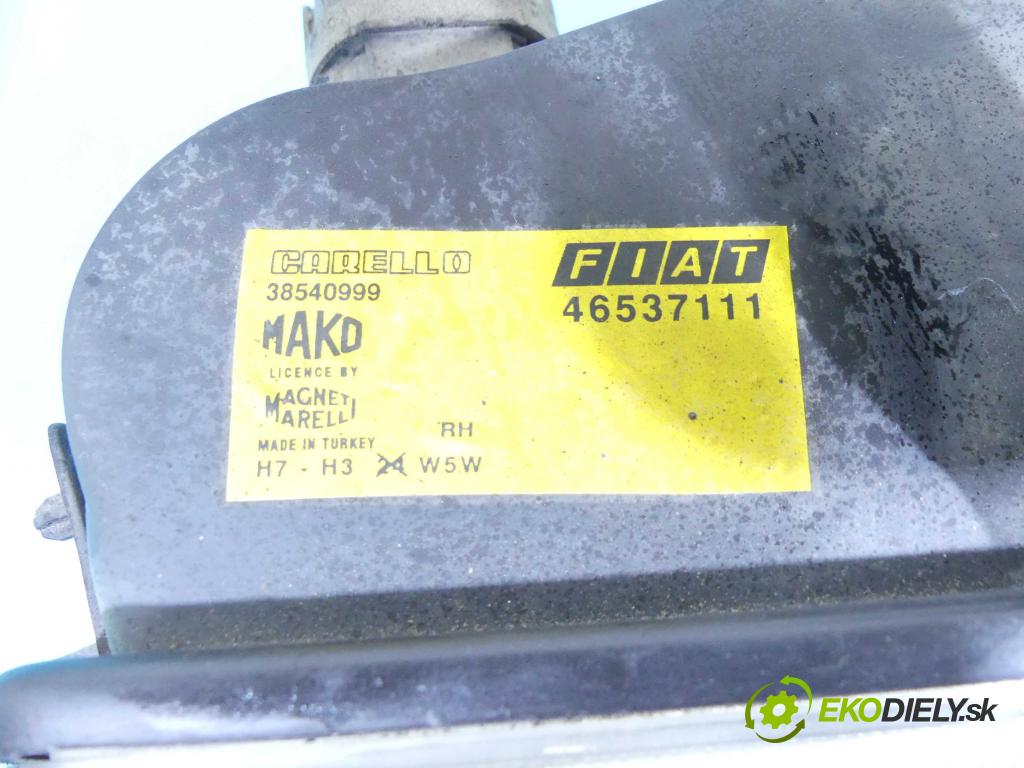 CARELLO
38540999
FIAT
46537111
MAKO
LICENCE BY
MAGNETI
MARELLI
MADE IN TURKEY
RH
H7 - H3 24 W5W
EKODIELY.sk